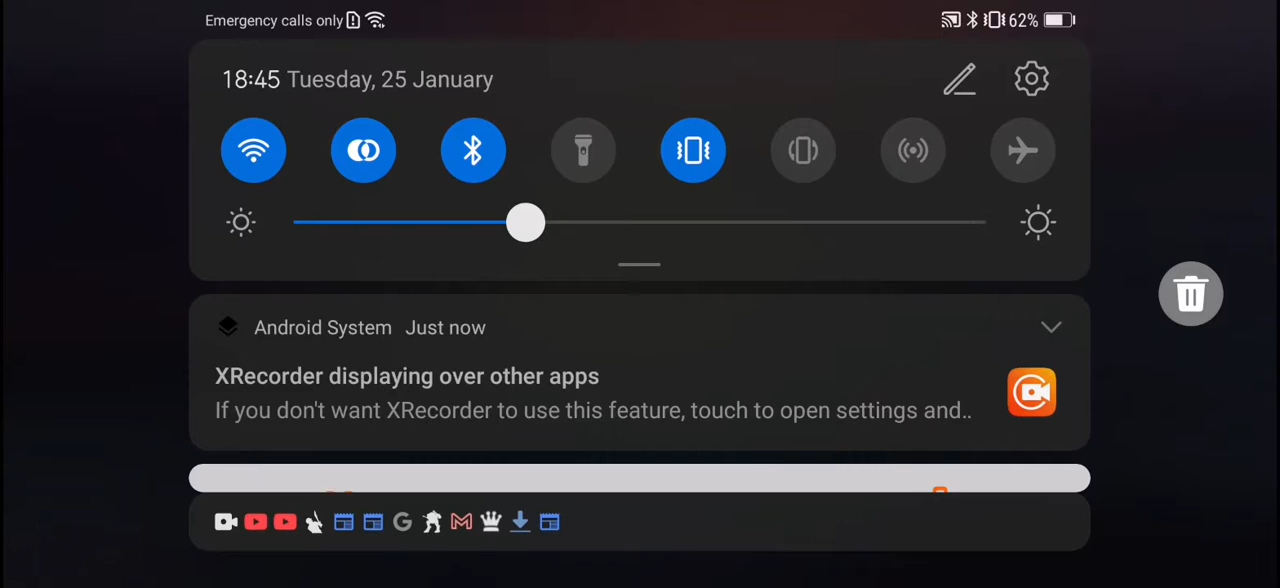 Emergency calls only
62%
18:45 Tuesday, 25 January
Android System Just now
XRecorder displaying over other apps
If you don't want XRecorder to use this feature, touch to open settings and..